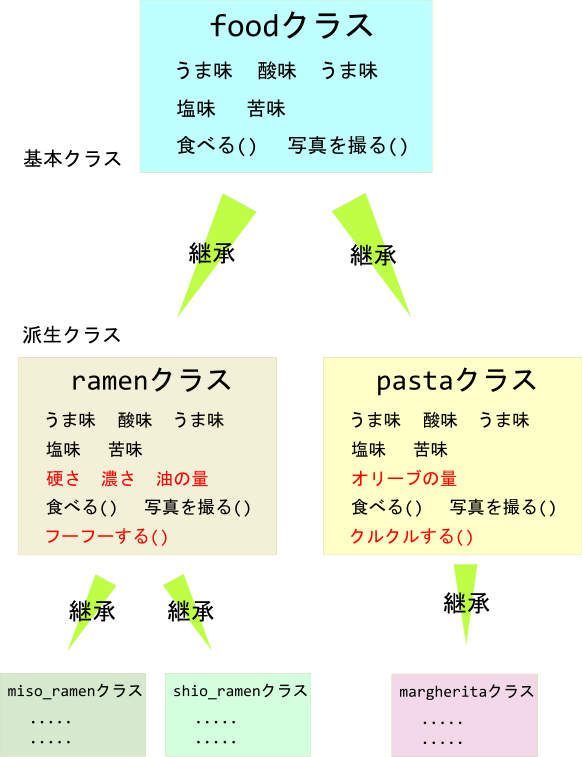 foodクラス
うま味 酸味 うま味
塩味 苦味
食べる() 写真を撮る()
基本クラス
継承 継承
派生クラス
ramenクラス
うま味 酸味 うま味
塩味 苦味
硬さ 濃さ 油の量
食べる() 写真を撮る()
フーフーする()
pastaクラス
うま味 酸味 うま味
塩味 苦味
オリーブの量
食べる() 写真を撮る()
クルクルする()
継承 継承 継承
miso_ramenクラス
.....
.....
shio_ramenクラス
.....
.....
margheritaクラス
.....
.....